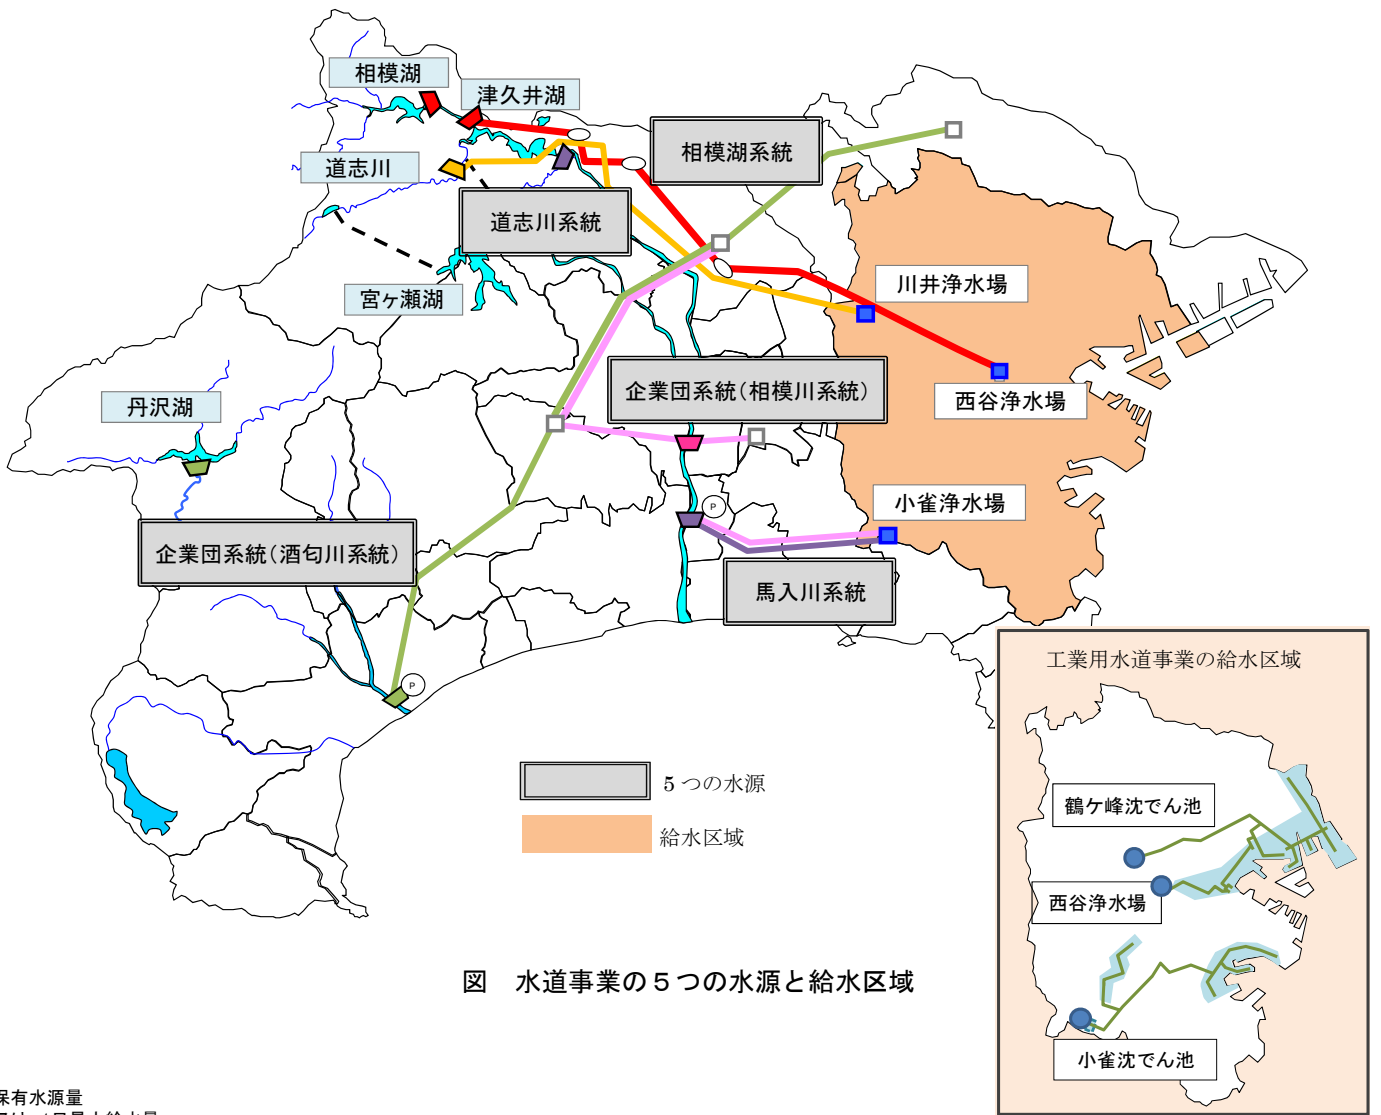 相模湖
津久井湖
相模湖系統
道志川
道志川系統
宮ヶ瀬湖
川井浄水場
企業団系統(相模川系統)
西谷浄水場
丹沢湖
小雀浄水場
P
企業団系統(酒匂川系統)
馬入川系統
P
5つの水源
給水区域
工業用水道事業の給水区域
鶴ケ峰沈でん池
西谷浄水場
小雀沈でん池
図　水道事業の5つの水源と給水区域
保有水源量